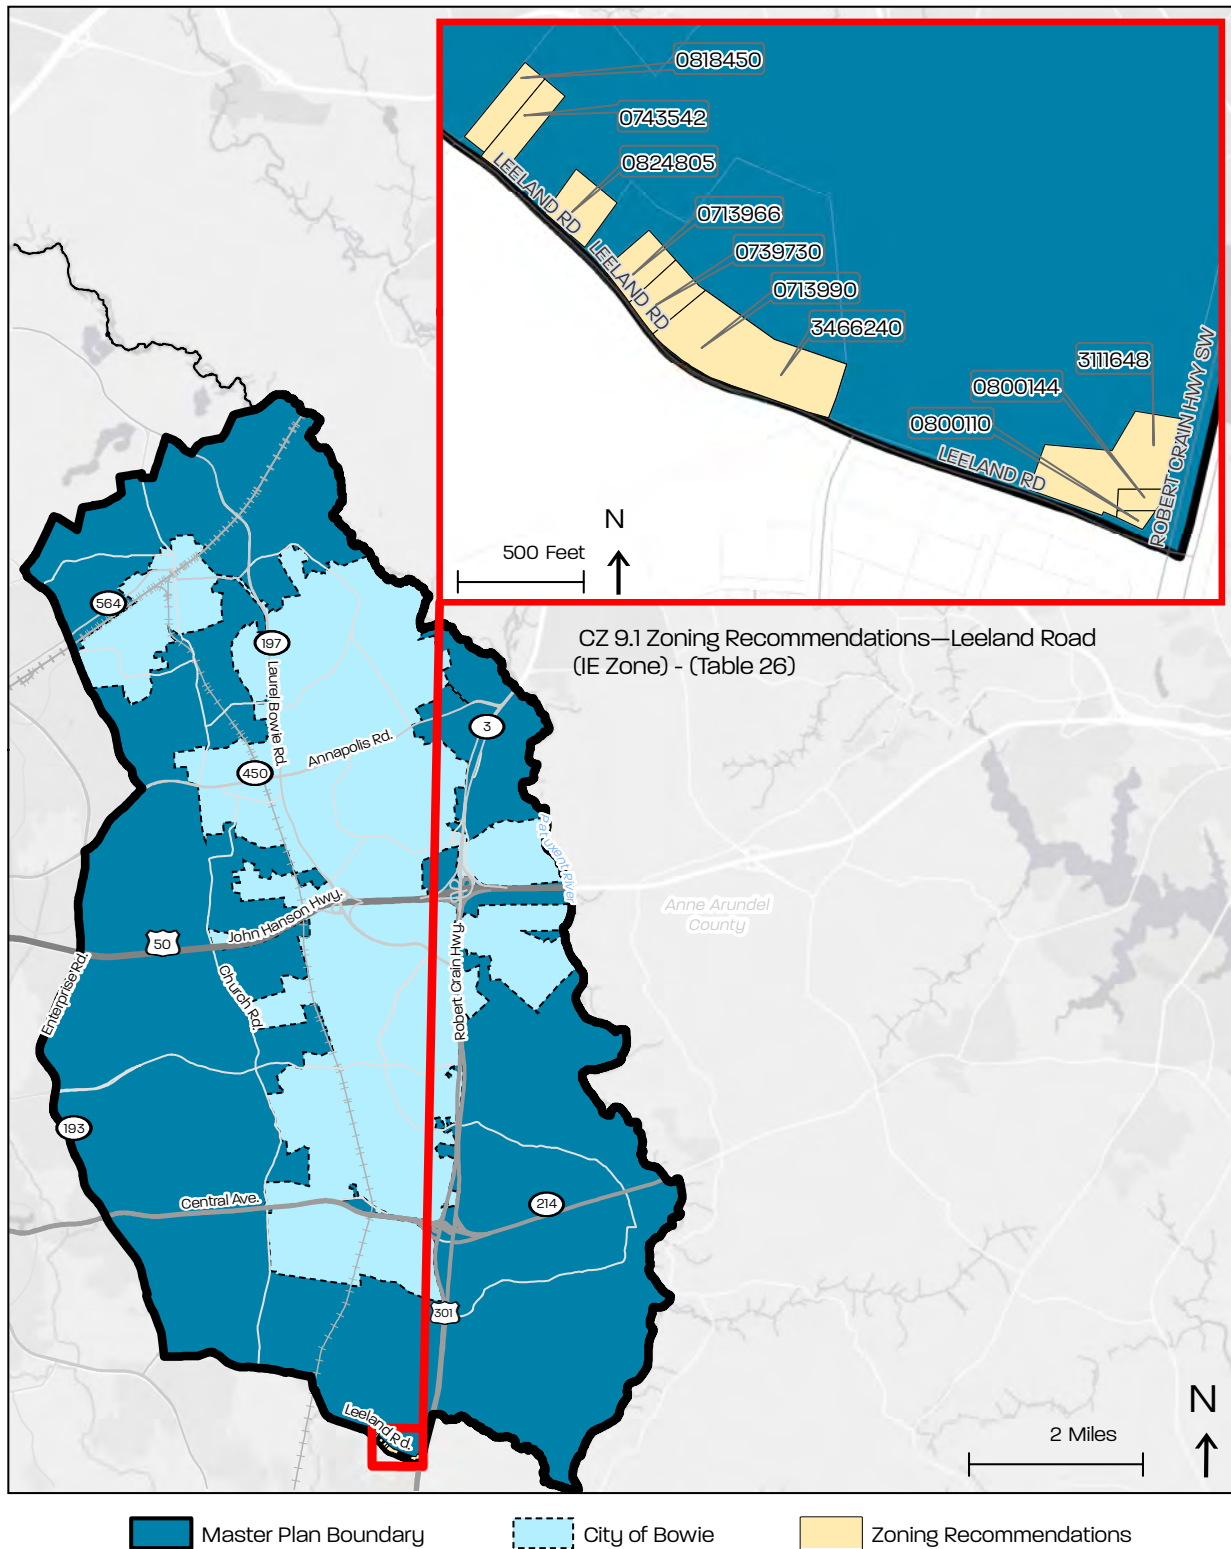 0818450
0743542
0824805
LEELAND RD
0713966
LEELAND RD
0739730
0713990
3466240
3111648
0800144
0800110
LEELAND RD
ROBERT CRAIN HWY SW
N
500 Feet
CZ 9.1 Zoning Recommendations—Leeland Road
(IE Zone) - (Table 26)
564
197
Laurel Bowie Rd.
3
Annapolis Rd.
450
Patuxent River
John Hanson Hwy.
50
Anne Arundel
County
Enterprise Rd.
Church Rd.
Robert Crain Hwy.
193
Central Ave.
214
301
Leeland Rd.
N
2 Miles
Master Plan Boundary
City of Bowie
Zoning Recommendations